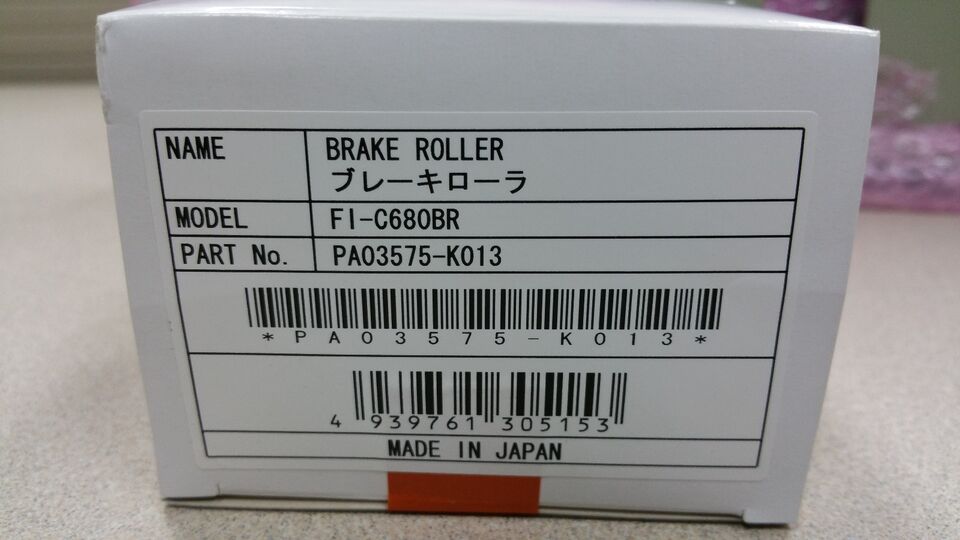 NAME BRAKE ROLLER
ブレーキローラ
MODEL FI-C680BR
PART No. PA03575-K013
*PA03575-K013*
4 939761 305153
MADE IN JAPAN